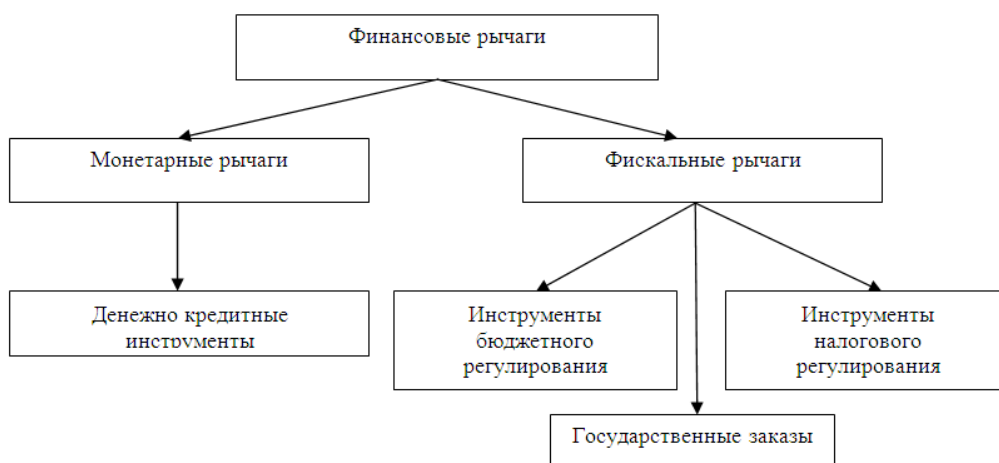 Финансовые рычаги
Монетарные рычаги
Фискальные рычаги
Денежно кредитные
инструменты
Инструменты
бюджетного
регулирования
Инструменты
налогового
регулирования
Государственные заказы